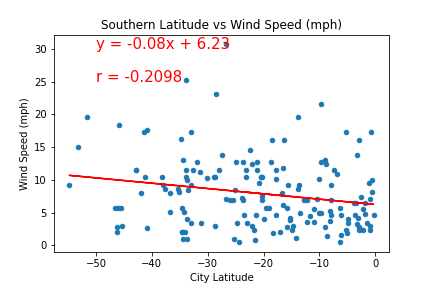 Southern Latitude vs Wind Speed (mph)
y = -0.08x + 6.23
r = -0.2098
Wind Speed (mph)
30
25
20
15
10
5
0
−50
−40
−30
−20
−10
0
City Latitude